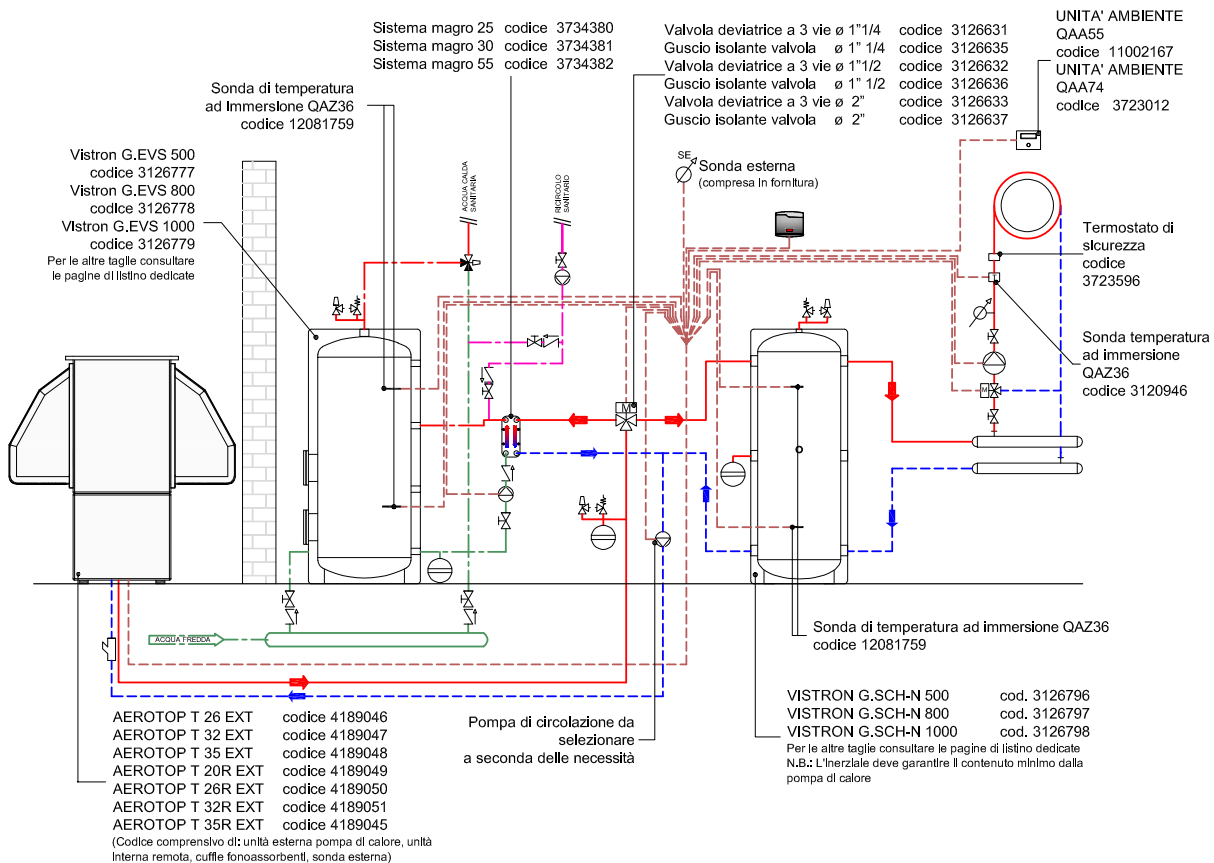 Sistema magro 25 codice 3734380
Sistema magro 30 codice 3734381
Sistema magro 55 codice 3734382
Valvola deviatrice a 3 vie ø 1"1/4 codice 3126631
Guscio isolante valvola ø 1" 1/4 codice 3126635
Valvola deviatrice a 3 vie ø 1"1/2 codice 3126632
Guscio isolante valvola ø 1" 1/2 codice 3126636
Valvola deviatrice a 3 vie ø 2" codice 3126633
Guscio isolante valvola ø 2" codice 3126637
UNITA' AMBIENTE
QAA55
codice 11002167
UNITA' AMBIENTE
QAA74
codice 3723012
Sonda di temperatura
ad immersione QAZ36
codice 12081759
Vistron G.EVS 500
codice 3126777
Vistron G.EVS 800
codice 3126778
Vistron G.EVS 1000
codice 3126779
Per le altre taglie consultare
le pagine di listino dedicate
ACQUA CALDA
SANITARIA
RICIRCOLO
SANITARIO
SE
Sonda esterna
(compresa in fornitura)
Termostato di
sicurezza
codice
3723596
Sonda temperatura
ad immersione
QAZ36
codice 3120946
M
M
ACQUA FREDDA
Sonda di temperatura ad immersione QAZ36
codice 12081759
AEROTOP T 26 EXT codice 4189046
AEROTOP T 32 EXT codice 4189047
AEROTOP T 35 EXT codice 4189048
AEROTOP T 20R EXT codice 4189049
AEROTOP T 26R EXT codice 4189050
AEROTOP T 32R EXT codice 4189051
AEROTOP T 35R EXT codice 4189045
(Codice comprensivo di: unità esterna pompa di calore, unità
interna remota, cuffie fonoassorbenti, sonda esterna)
Pompa di circolazione da
selezionare
a seconda delle necessità
VISTRON G.SCH-N 500 cod. 3126796
VISTRON G.SCH-N 800 cod. 3126797
VISTRON G.SCH-N 1000 cod. 3126798
Per le altre taglie consultare le pagine di listino dedicate
N.B.: L'inerziale deve garantire il contenuto minimo dalla
pompa di calore